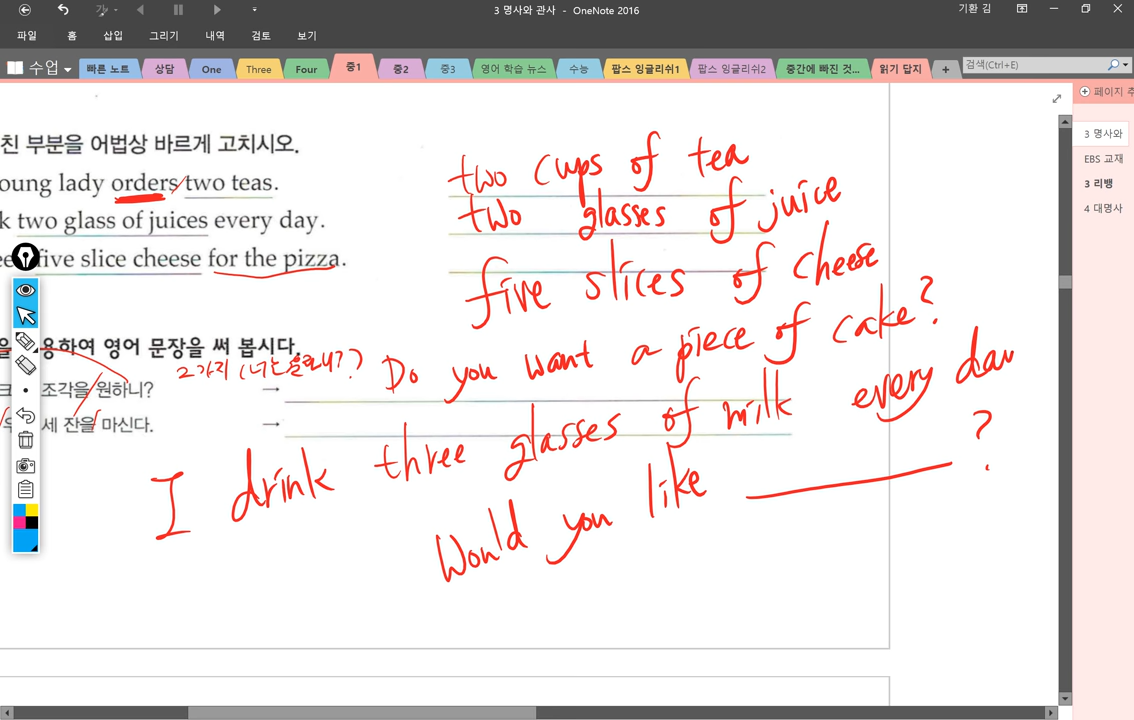 3 명사와 관사 - OneNote 2016
기환 김
파일 홈 삽입 그리기 내역 검토 보기
수업 빠른 노트 상담 One Three Four 중1 중2 중3 영어 학습 뉴스 수능 팝스 잉글리쉬1 팝스 잉글리쉬2 중간에 빠진 것... 읽기 답지 +
검색(Ctrl+E)
페이지 추
3 명사와
EBS 교재
3 리뱅
4 대명사
친 부분을 어법상 바르게 고치시오.
oung lady orders two teas.
two cups of tea
k two glass of juices every day.
two glasses of juice
five slice cheese for the pizza.
five slices of cheese
용하여 영어 문장을 써 봅시다.
2가지
조각을 원하니? →
Do you want a piece of cake?
세 잔을 마신다. →
I drink three glasses of milk every day
Would you like ?